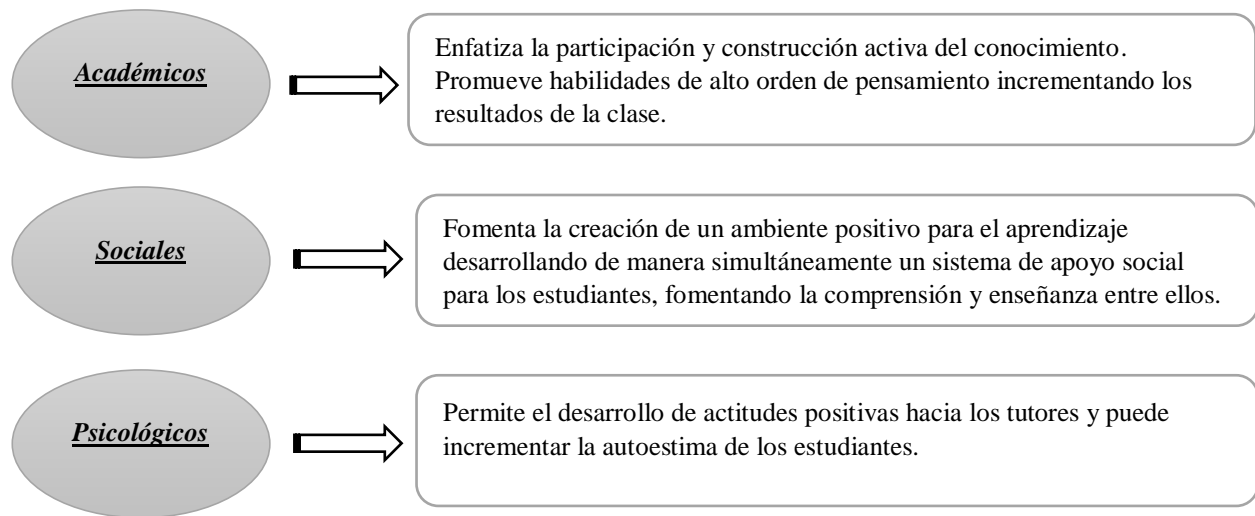 Académicos
Enfatiza la participación y construcción activa del conocimiento.
Promueve habilidades de alto orden de pensamiento incrementando los
resultados de la clase.
Sociales
Fomenta la creación de un ambiente positivo para el aprendizaje
desarrollando de manera simultáneamente un sistema de apoyo social
para los estudiantes, fomentando la comprensión y enseñanza entre ellos.
Psicológicos
Permite el desarrollo de actitudes positivas hacia los tutores y puede
incrementar la autoestima de los estudiantes.